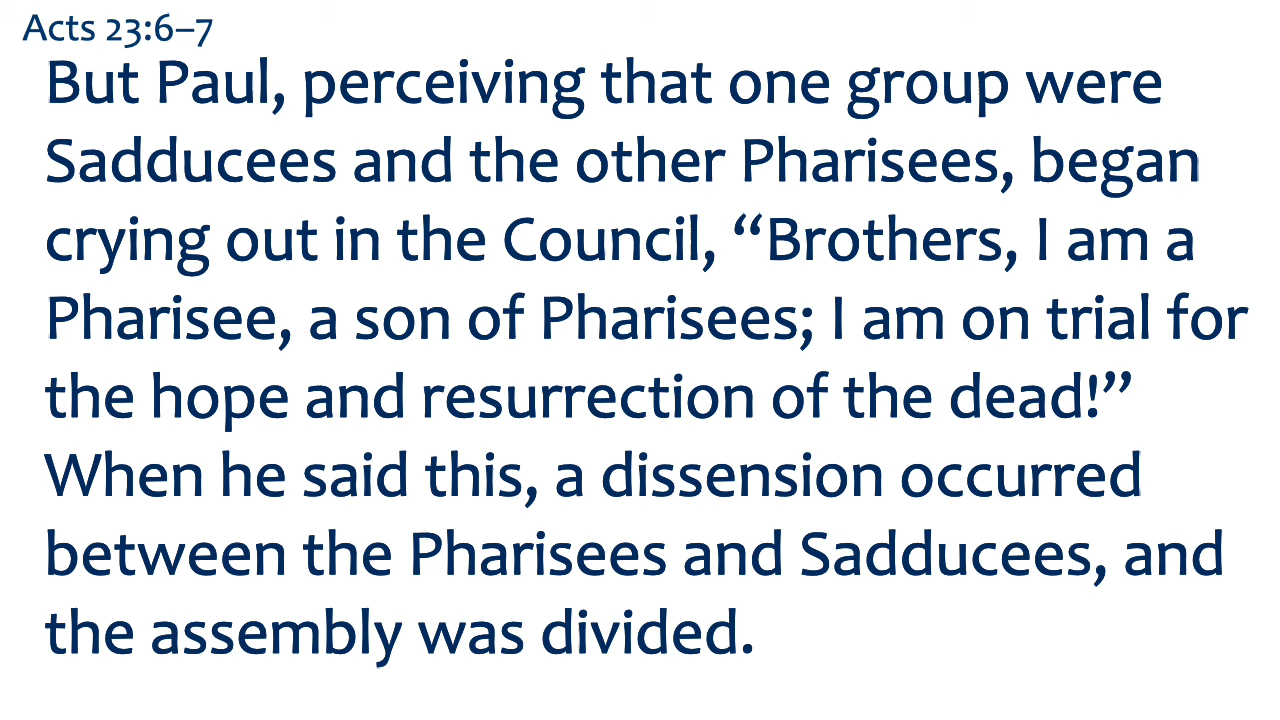 Acts 23:6–7
But Paul, perceiving that one group were
Sadducees and the other Pharisees, began
crying out in the Council, “Brothers, I am a
Pharisee, a son of Pharisees; I am on trial for
the hope and resurrection of the dead!”
When he said this, a dissension occurred
between the Pharisees and Sadducees, and
the assembly was divided.